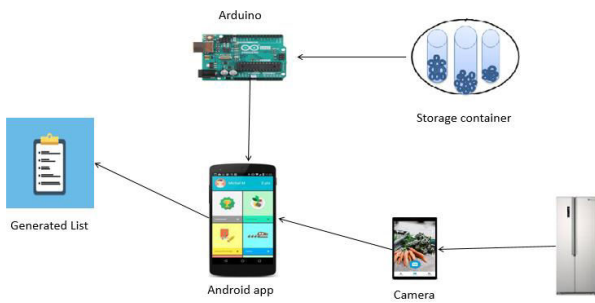 Arduino
Storage container
Generated List
Android app
Camera